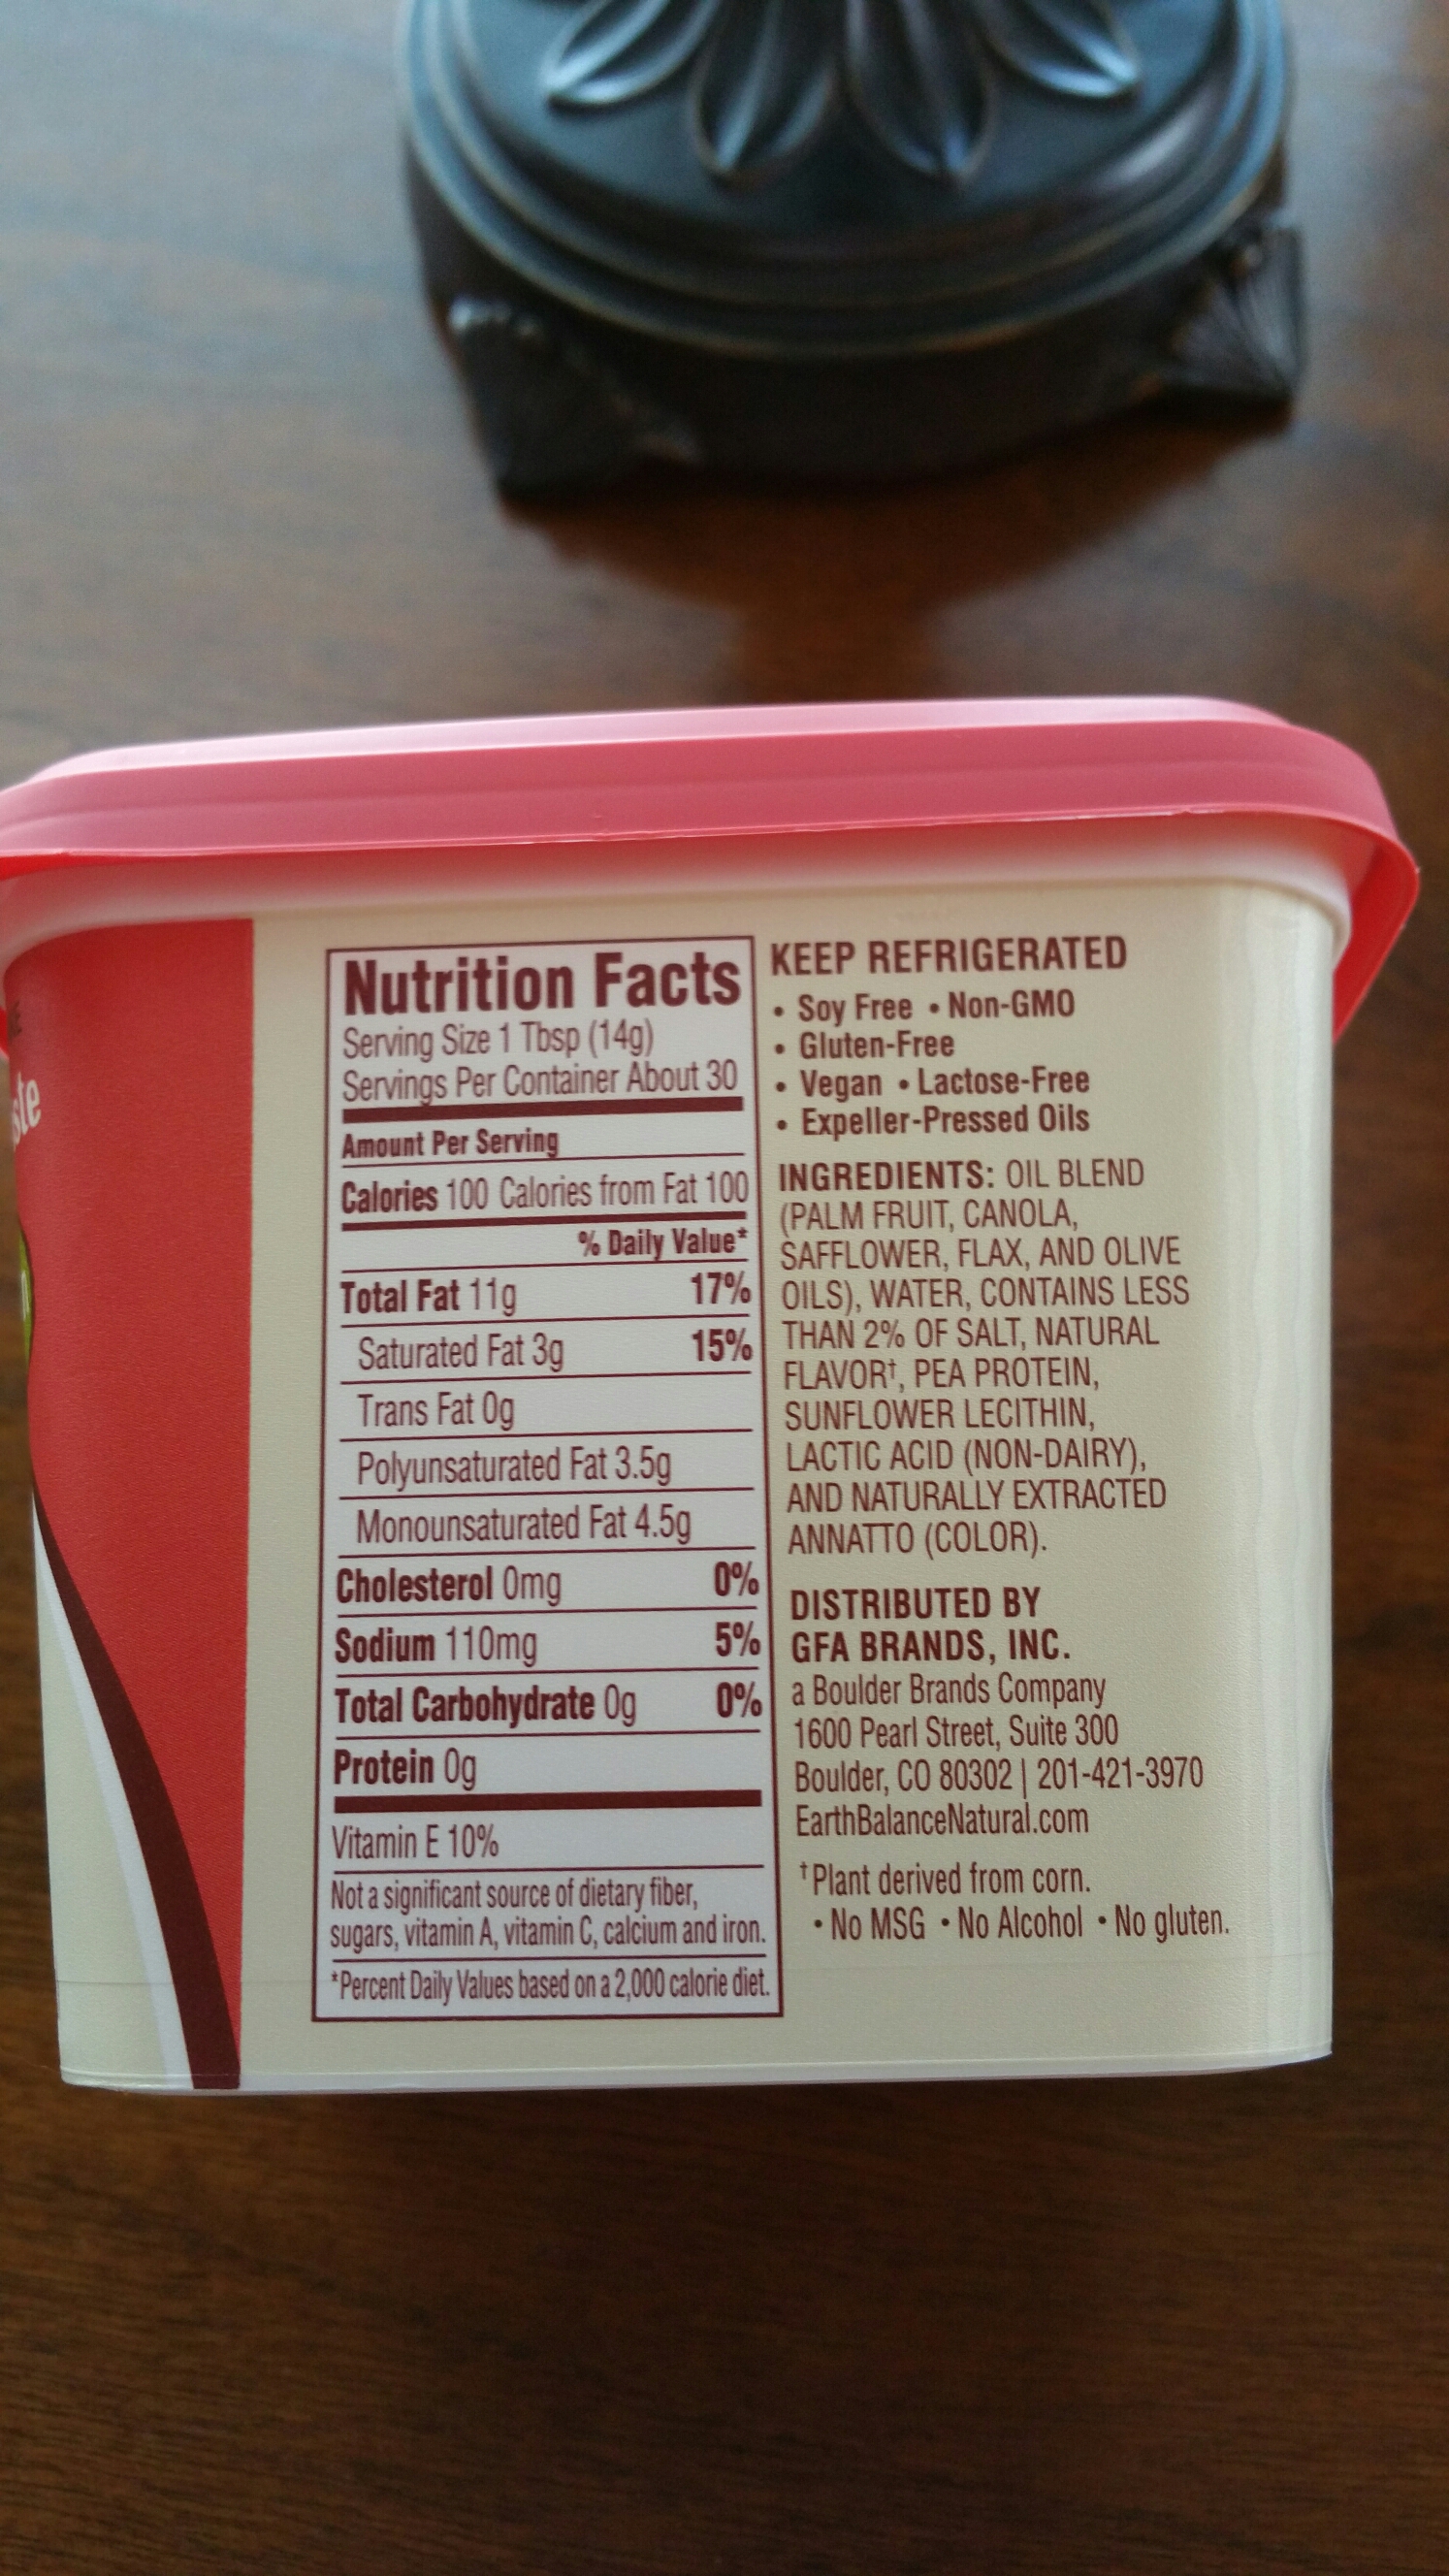 Nutrition Facts
Serving Size 1 Tbsp (14g)
Servings Per Container About 30
Amount Per Serving
Calories 100 Calories from Fat 100
% Daily Value*
Total Fat 11g 17%
Saturated Fat 3g 15%
Trans Fat 0g
Polyunsaturated Fat 3.5g
Monounsaturated Fat 4.5g
Cholesterol 0mg 0%
Sodium 110mg 5%
Total Carbohydrate 0g 0%
Protein 0g
Vitamin E 10%
Not a significant source of dietary fiber,
sugars, vitamin A, vitamin C, calcium and iron.
*Percent Daily Values based on a 2,000 calorie diet.
KEEP REFRIGERATED
• Soy Free • Non-GMO
• Gluten-Free
• Vegan • Lactose-Free
• Expeller-Pressed Oils
INGREDIENTS: OIL BLEND
(PALM FRUIT, CANOLA,
SAFFLOWER, FLAX, AND OLIVE
OILS), WATER, CONTAINS LESS
THAN 2% OF SALT, NATURAL
FLAVOR†, PEA PROTEIN,
SUNFLOWER LECITHIN,
LACTIC ACID (NON-DAIRY),
AND NATURALLY EXTRACTED
ANNATTO (COLOR).
DISTRIBUTED BY
GFA BRANDS, INC.
a Boulder Brands Company
1600 Pearl Street, Suite 300
Boulder, CO 80302 | 201-421-3970
EarthBalanceNatural.com
†Plant derived from corn.
• No MSG • No Alcohol • No gluten.